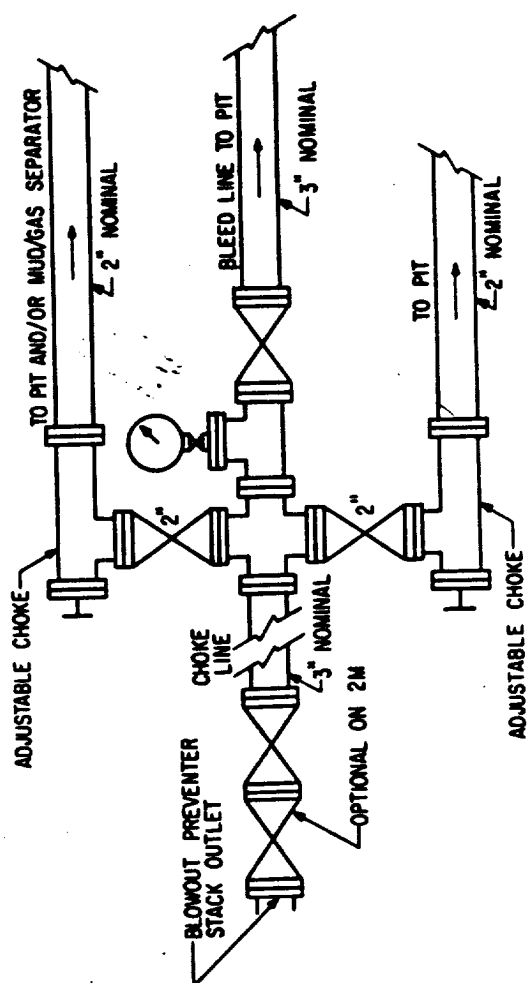 ADJUSTABLE CHOKE
TO PIT AND/OR MUD/GAS SEPARATOR
2" NOMINAL
2"
BLOWOUT PREVENTER
STACK OUTLET
OPTIONAL ON 2M
CHOKE
LINE
3" NOMINAL
BLEED LINE TO PIT
3" NOMINAL
2"
TO PIT
2" NOMINAL
ADJUSTABLE CHOKE